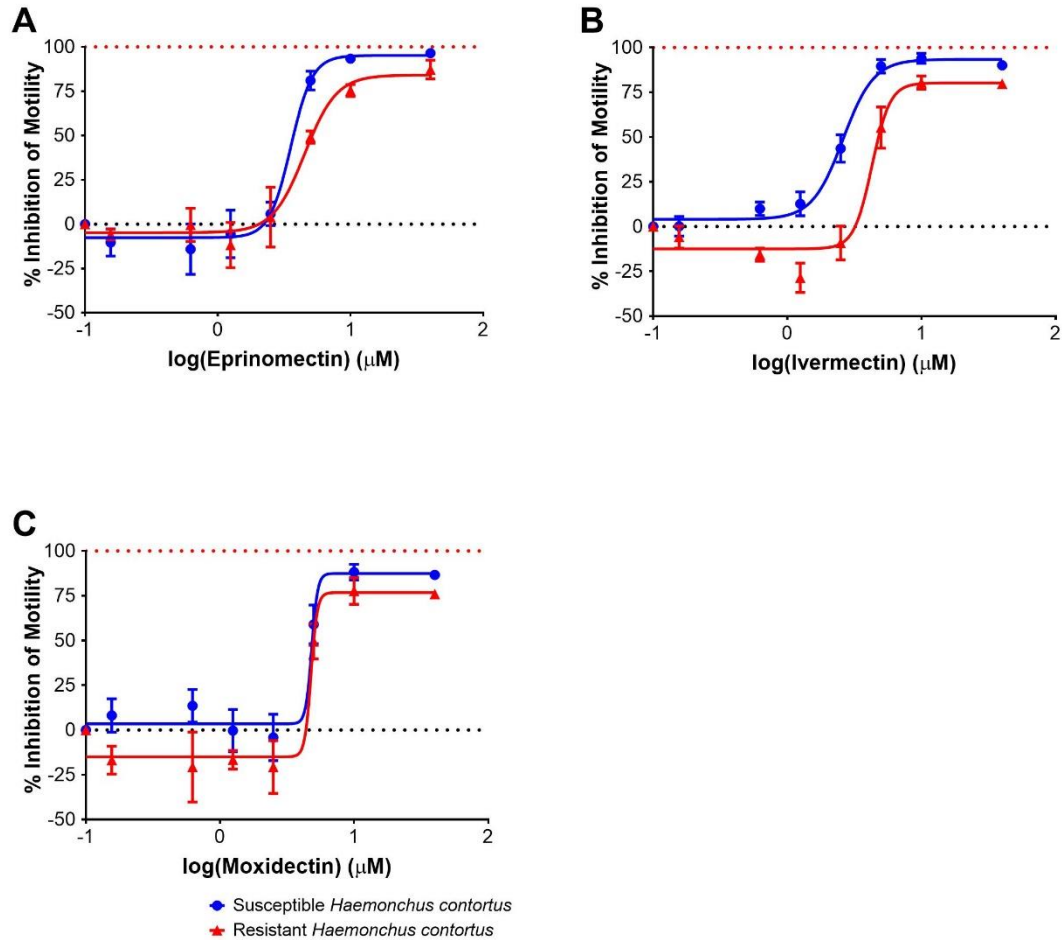 A
% Inhibition of Motility
100
75
50
25
0
-25
-50
-1 0 1 2
log(Eprinomectin) (μM)
B
% Inhibition of Motility
100
75
50
25
0
-25
-50
-1 0 1 2
log(Ivermectin) (μM)
C
% Inhibition of Motility
100
75
50
25
0
-25
-50
-1 0 1 2
log(Moxidectin) (μM)
Susceptible Haemonchus contortus
Resistant Haemonchus contortus